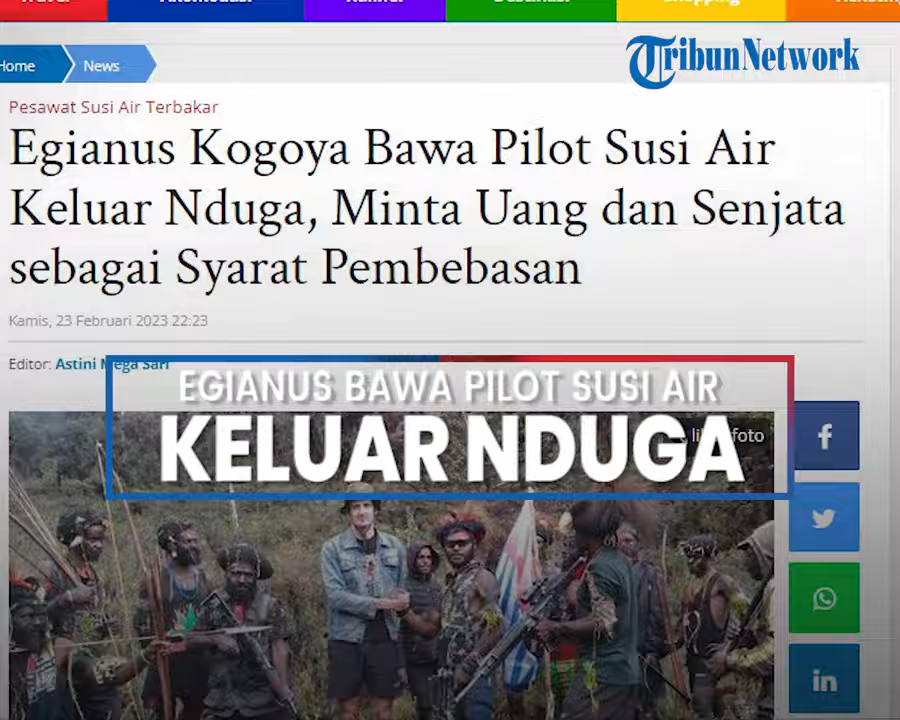 TribunNetwork
Home News
Pesawat Susi Air Terbakar
Egianus Kogoya Bawa Pilot Susi Air
Keluar Nduga, Minta Uang dan Senjata
sebagai Syarat Pembebasan
Kamis, 23 Februari 2023 22:23
Editor: Astini Mega Sari
EGIANUS BAWA PILOT SUSI AIR
KELUAR NDUGA
foto
f
in